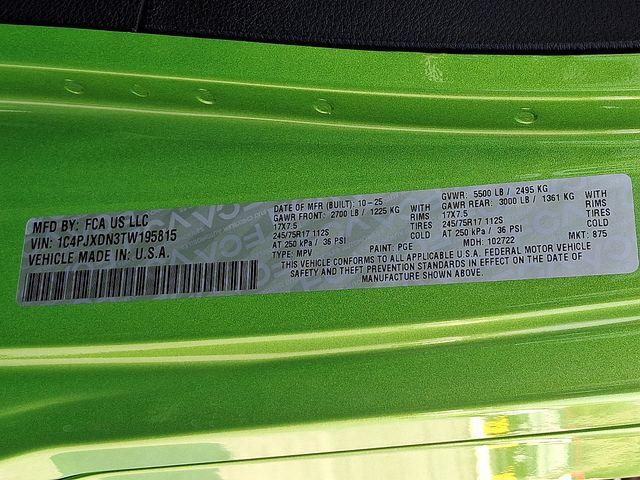 MFD BY: FCA US LLC
VIN: 1C4PJXDN3TW195815
VEHICLE MADE IN: U.S.A.
DATE OF MFR (BUILT): 10-25
GAWR FRONT: 2700 LB / 1225 KG WITH
17X7.5 RIMS
245/75R17 112S TIRES
AT 250 kPa / 36 PSI COLD
TYPE: MPV PAINT: PGE
GVWR: 5500 LB / 2495 KG
GAWR REAR: 3000 LB / 1361 KG WITH
17X7.5 RIMS
245/75R17 112S TIRES
AT 250 kPa / 36 PSI COLD
MDH: 102722 MKT: 875
THIS VEHICLE CONFORMS TO ALL APPLICABLE U.S.A. FEDERAL MOTOR VEHICLE
SAFETY AND THEFT PREVENTION STANDARDS IN EFFECT ON THE DATE OF
MANUFACTURE SHOWN ABOVE.